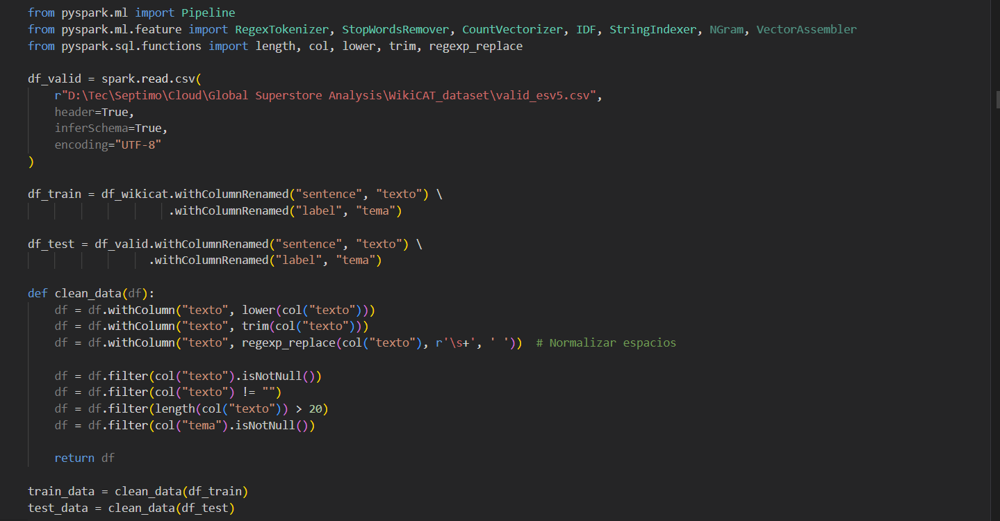 from pyspark.ml import Pipeline
from pyspark.ml.feature import RegexTokenizer, StopWordsRemover, CountVectorizer, IDF, StringIndexer, NGram, VectorAssembler
from pyspark.sql.functions import length, col, lower, trim, regexp_replace

df_valid = spark.read.csv(
    r"D:\Tec\Septimo\Cloud\Global Superstore Analysis\WikiCAT_dataset\valid_esv5.csv",
    header=True,
    inferSchema=True,
    encoding="UTF-8"
)

df_train = df_wikicat.withColumnRenamed("sentence", "texto") \
                     .withColumnRenamed("label", "tema")

df_test = df_valid.withColumnRenamed("sentence", "texto") \
                  .withColumnRenamed("label", "tema")

def clean_data(df):
    df = df.withColumn("texto", lower(col("texto")))
    df = df.withColumn("texto", trim(col("texto")))
    df = df.withColumn("texto", regexp_replace(col("texto"), r'\s+', ' '))  # Normalizar espacios

    df = df.filter(col("texto").isNotNull())
    df = df.filter(col("texto") != "")
    df = df.filter(length(col("texto")) > 20)
    df = df.filter(col("tema").isNotNull())

    return df

train_data = clean_data(df_train)
test_data = clean_data(df_test)